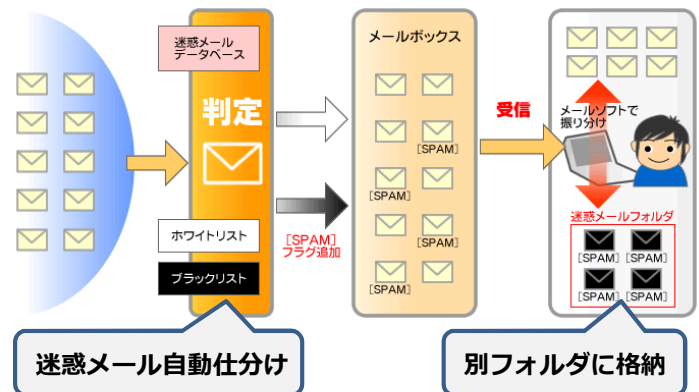 迷惑メール
データベース
判定
ホワイトリスト
ブラックリスト
[SPAM]
フラグ追加
メールボックス
[SPAM]
[SPAM]
[SPAM]
[SPAM]
受信
メールソフトで
振り分け
迷惑メールフォルダ
[SPAM] [SPAM]
[SPAM] [SPAM]
迷惑メール自動仕分け
別フォルダに格納